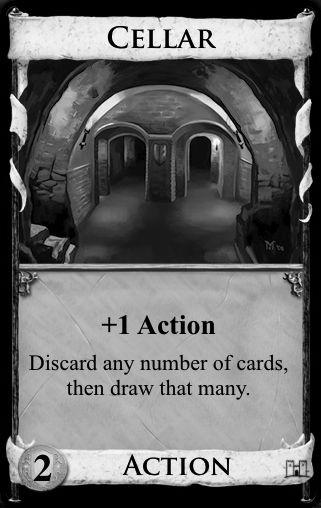 CELLAR
+1 Action
Discard any number of cards,
then draw that many.
2 ACTION